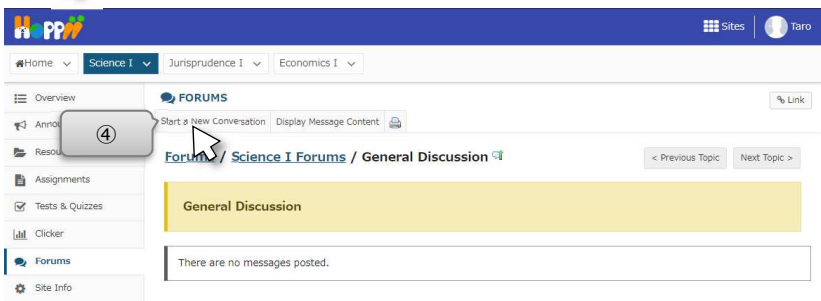 Hoppii
Sites
Taro
Home
Science I
Jurisprudence I
Economics I
Overview
FORUMS
Link
④
Start a New Conversation
Display Message Content
Forums / Science I Forums / General Discussion
< Previous Topic
Next Topic >
Assignments
Tests & Quizzes
General Discussion
Clicker
Forums
There are no messages posted.
Site Info